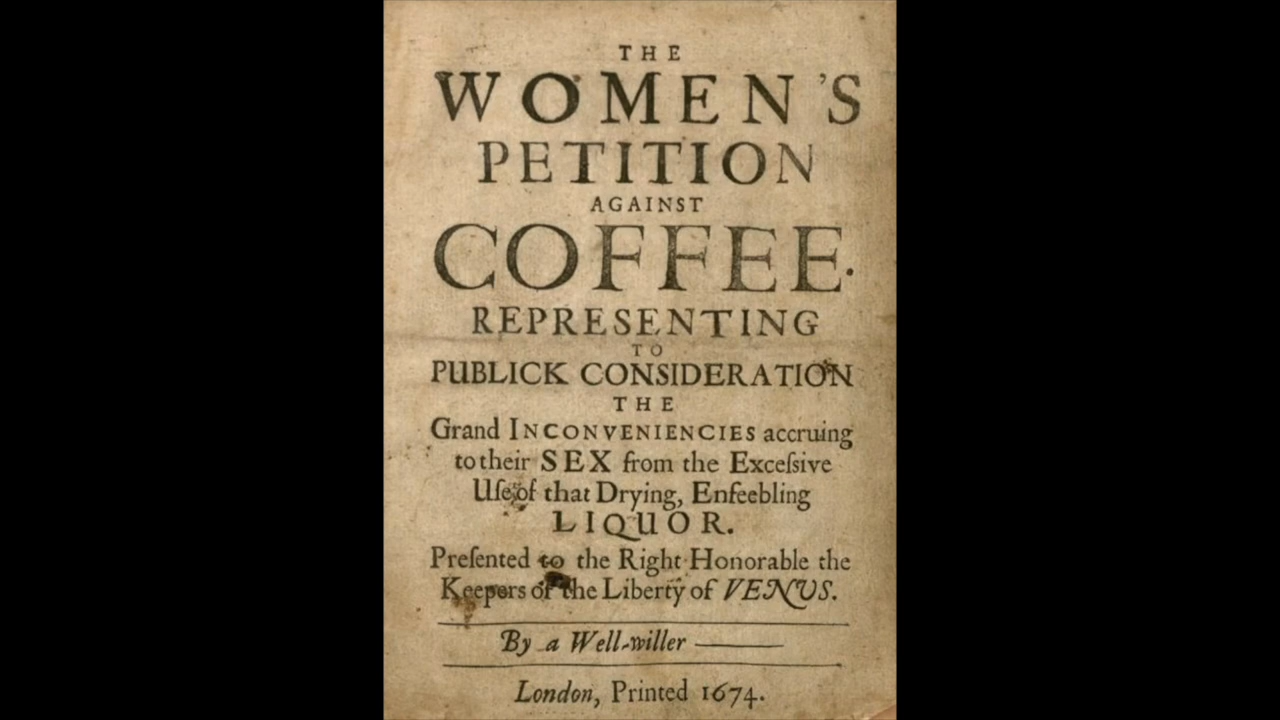 THE
WOMEN'S
PETITION
AGAINST
COFFEE.
REPRESENTING
TO
PUBLICK CONSIDERATION
THE
Grand INCONVENIENCIES accruing
to their SEX from the Exceſsive
Uſe of that Drying, Enfeebling
LIQUOR.
Preſented to the Right Honorable the
Keepers of the Liberty of VENUS.
By a Well-willer ———
London, Printed 1674.